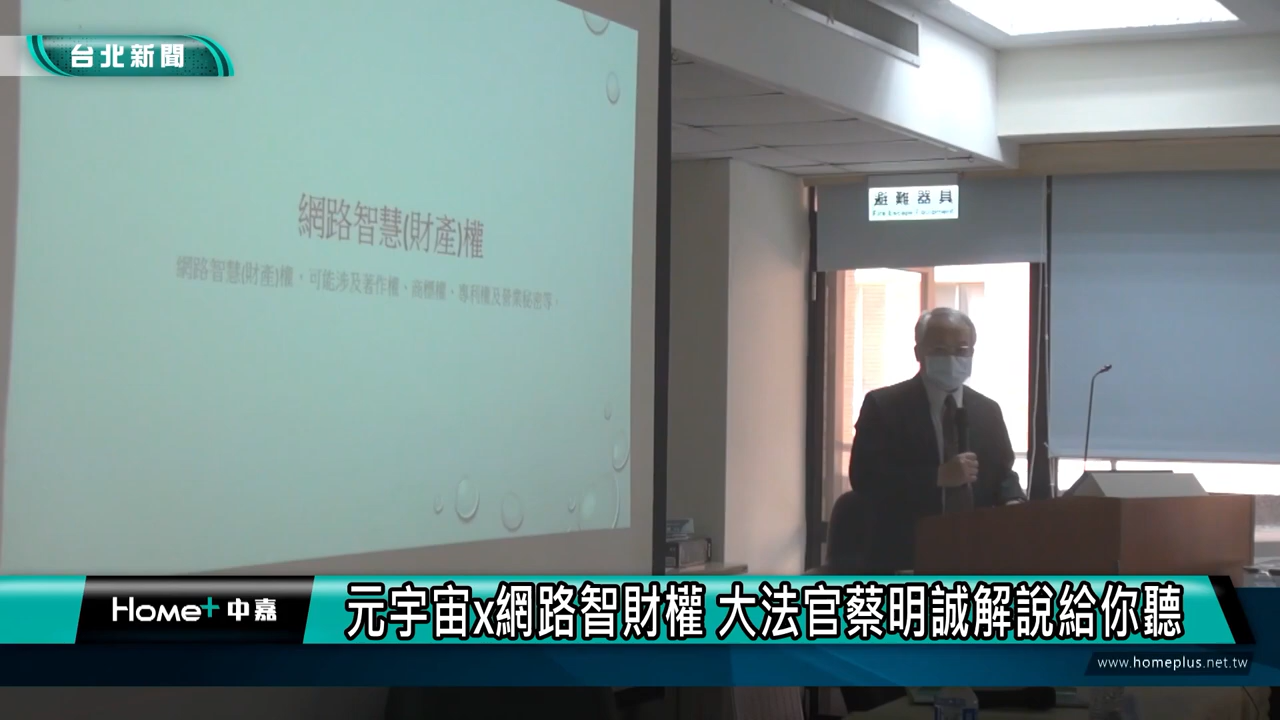 台北新聞
網路智慧(財產)權
網路智慧(財產)權，可能涉及著作權、商標權、專利權及營業秘密等。
避難器具
Fire Escape Equipment
Home+中嘉
元宇宙x網路智財權 大法官蔡明誠解說給你聽
www.homeplus.net.tw